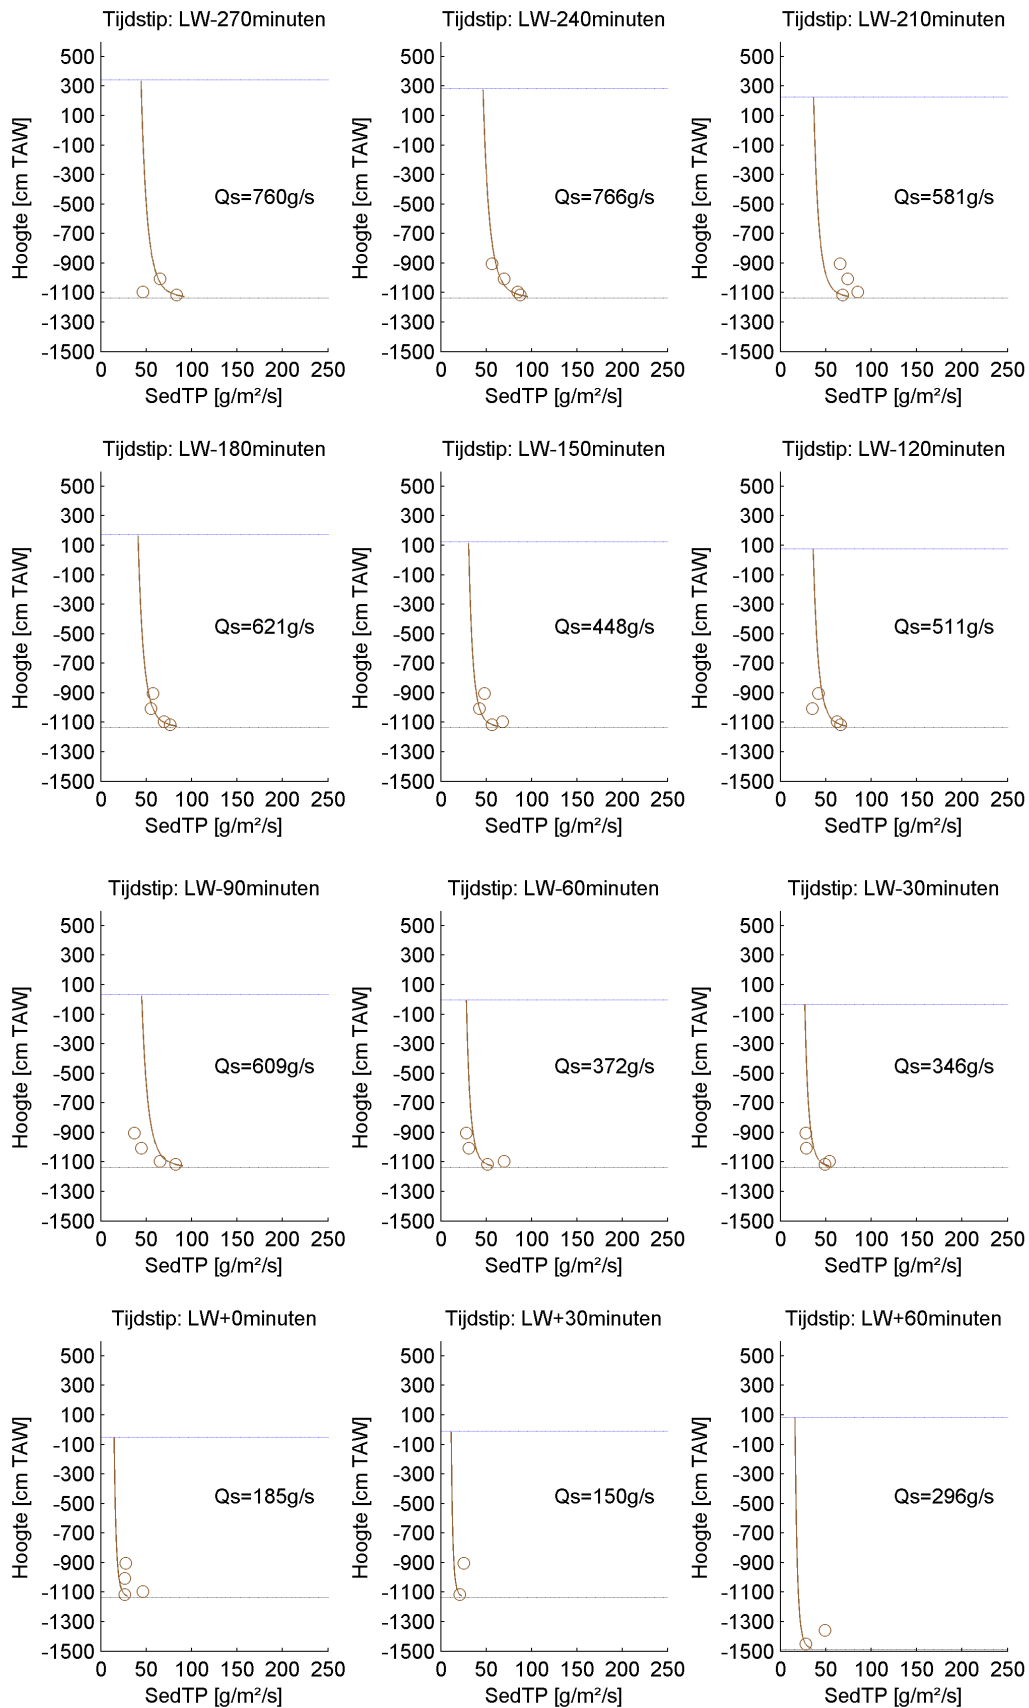 Tijdstip: LW-270minuten
500
300
100
-100
-300
-500
-700
-900
-1100
-1300
-1500
Hoogte [cm TAW]
Qs=760g/s
0 50 100 150 200 250
SedTP [g/m²/s]
Tijdstip: LW-240minuten
500
300
100
-100
-300
-500
-700
-900
-1100
-1300
-1500
Hoogte [cm TAW]
Qs=766g/s
0 50 100 150 200 250
SedTP [g/m²/s]
Tijdstip: LW-210minuten
500
300
100
-100
-300
-500
-700
-900
-1100
-1300
-1500
Hoogte [cm TAW]
Qs=581g/s
0 50 100 150 200 250
SedTP [g/m²/s]
Tijdstip: LW-180minuten
500
300
100
-100
-300
-500
-700
-900
-1100
-1300
-1500
Hoogte [cm TAW]
Qs=621g/s
0 50 100 150 200 250
SedTP [g/m²/s]
Tijdstip: LW-150minuten
500
300
100
-100
-300
-500
-700
-900
-1100
-1300
-1500
Hoogte [cm TAW]
Qs=448g/s
0 50 100 150 200 250
SedTP [g/m²/s]
Tijdstip: LW-120minuten
500
300
100
-100
-300
-500
-700
-900
-1100
-1300
-1500
Hoogte [cm TAW]
Qs=511g/s
0 50 100 150 200 250
SedTP [g/m²/s]
Tijdstip: LW-90minuten
500
300
100
-100
-300
-500
-700
-900
-1100
-1300
-1500
Hoogte [cm TAW]
Qs=609g/s
0 50 100 150 200 250
SedTP [g/m²/s]
Tijdstip: LW-60minuten
500
300
100
-100
-300
-500
-700
-900
-1100
-1300
-1500
Hoogte [cm TAW]
Qs=372g/s
0 50 100 150 200 250
SedTP [g/m²/s]
Tijdstip: LW-30minuten
500
300
100
-100
-300
-500
-700
-900
-1100
-1300
-1500
Hoogte [cm TAW]
Qs=346g/s
0 50 100 150 200 250
SedTP [g/m²/s]
Tijdstip: LW+0minuten
500
300
100
-100
-300
-500
-700
-900
-1100
-1300
-1500
Hoogte [cm TAW]
Qs=185g/s
0 50 100 150 200 250
SedTP [g/m²/s]
Tijdstip: LW+30minuten
500
300
100
-100
-300
-500
-700
-900
-1100
-1300
-1500
Hoogte [cm TAW]
Qs=150g/s
0 50 100 150 200 250
SedTP [g/m²/s]
Tijdstip: LW+60minuten
500
300
100
-100
-300
-500
-700
-900
-1100
-1300
-1500
Hoogte [cm TAW]
Qs=296g/s
0 50 100 150 200 250
SedTP [g/m²/s]